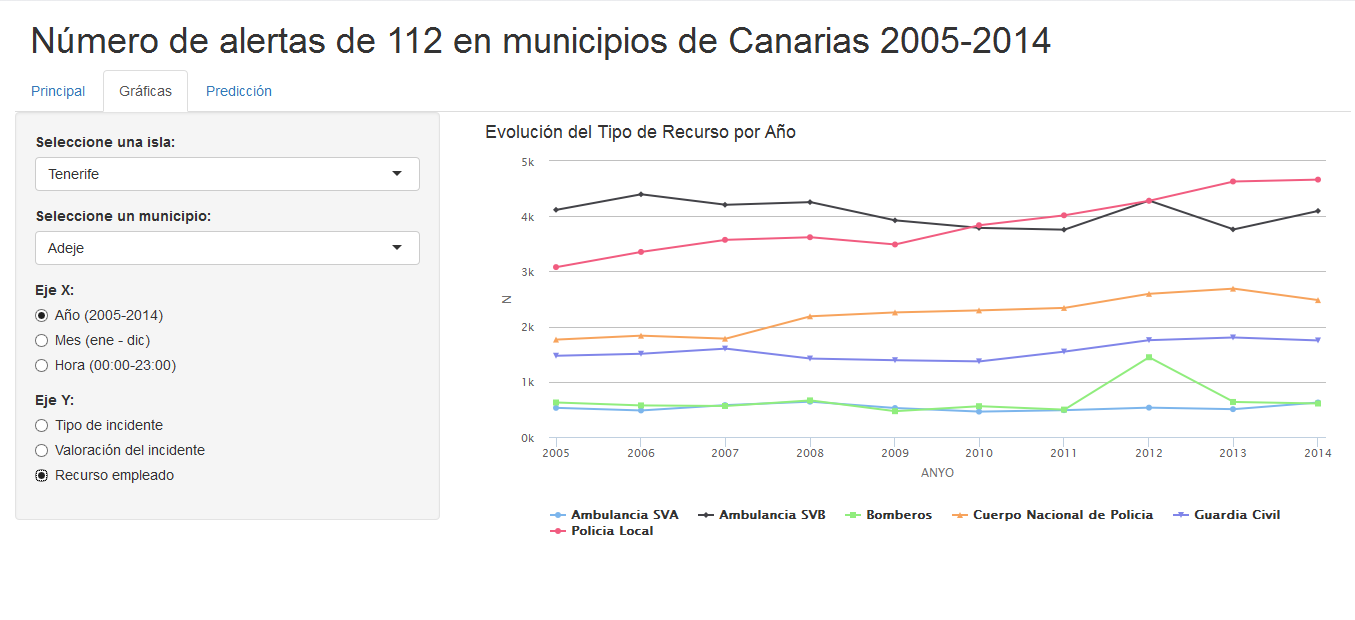 Número de alertas de 112 en municipios de Canarias 2005-2014
Principal Gráficas Predicción
Seleccione una isla:
Tenerife
Seleccione un municipio:
Adeje
Eje X:
Año (2005-2014)
Mes (ene - dic)
Hora (00:00-23:00)
Eje Y:
Tipo de incidente
Valoración del incidente
Recurso empleado
Evolución del Tipo de Recurso por Año
5k
4k
3k
N
2k
1k
0k
2005 2006 2007 2008 2009 2010 2011 2012 2013 2014
ANYO
Ambulancia SVA Ambulancia SVB Bomberos Cuerpo Nacional de Policia Guardia Civil
Policia Local